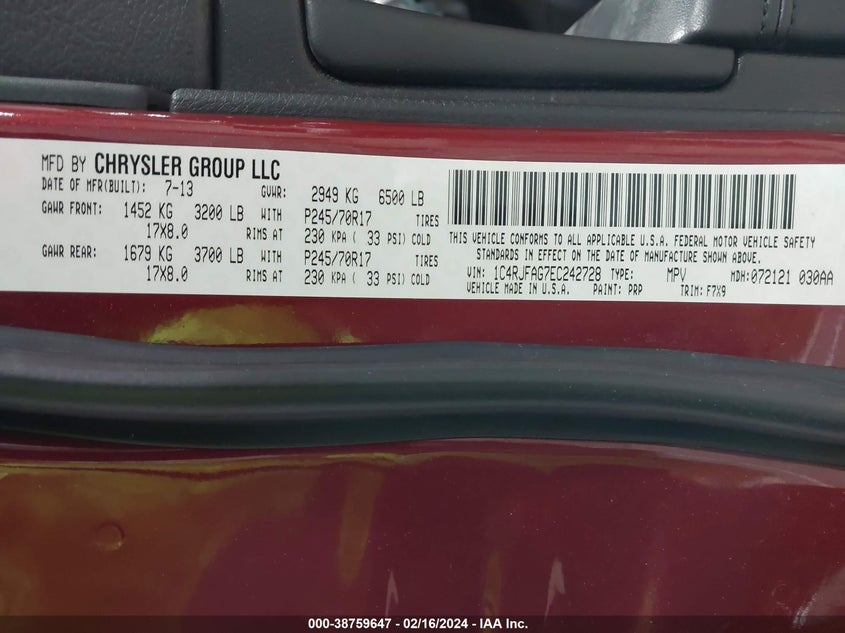 MFD BY CHRYSLER GROUP LLC
DATE OF MFR(BUILT): 7-13 GVWR: 2949 KG 6500 LB
GAWR FRONT: 1452 KG 3200 LB WITH P245/70R17 TIRES
17X8.0 RIMS AT 230 KPA ( 33 PSI) COLD
GAWR REAR: 1679 KG 3700 LB WITH P245/70R17 TIRES
17X8.0 RIMS AT 230 KPA ( 33 PSI) COLD
THIS VEHICLE CONFORMS TO ALL APPLICABLE U.S.A. FEDERAL MOTOR VEHICLE SAFETY
STANDARDS IN EFFECT ON THE DATE OF MANUFACTURE SHOWN ABOVE.
VIN: 1C4RJFAG7EC242728 TYPE: MPV MDH: 072121 030AA
VEHICLE MADE IN U.S.A. PAINT: PRP TRIM: F7X9
000-38759647 - 02/16/2024 - IAA Inc.